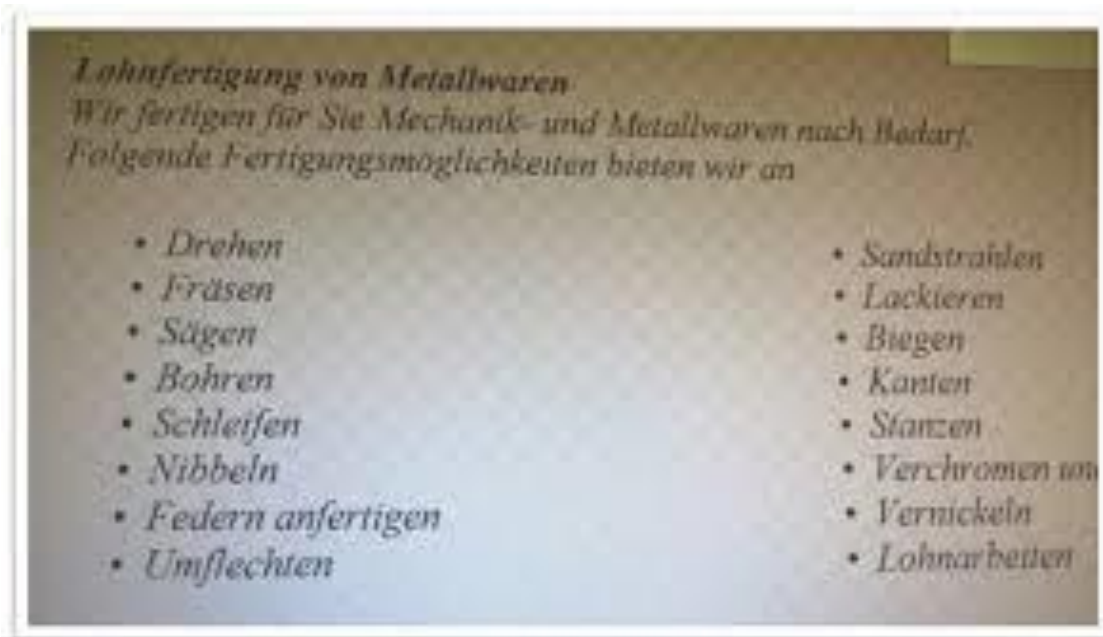 Lohnfertigung von Metallwaren
Wir fertigen für Sie Mechanik- und Metallwaren nach Bedarf.
Folgende Fertigungsmöglichkeiten bieten wir an
• Drehen
• Fräsen
• Sägen
• Bohren
• Schleifen
• Nibbeln
• Federn anfertigen
• Umflechten
• Sandstrahlen
• Lackieren
• Biegen
• Kanten
• Stanzen
• Verchromen
• Vernickeln
• Lohnarbeiten